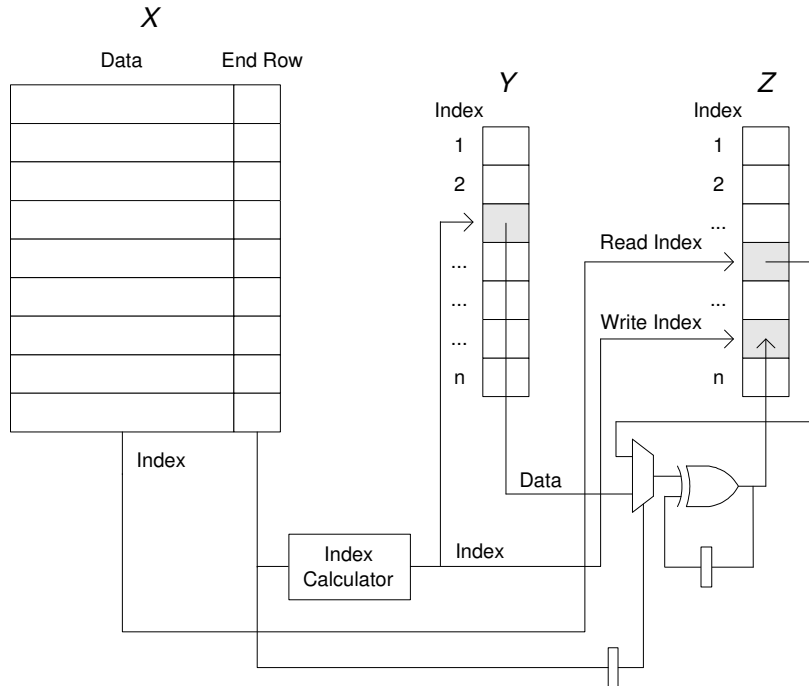 X
Data End Row
Y
Z
Index
Index
1
1
2
2
...
Read Index
...
...
...
Write Index
...
n
n
Index
Data
Index
Calculator
Index